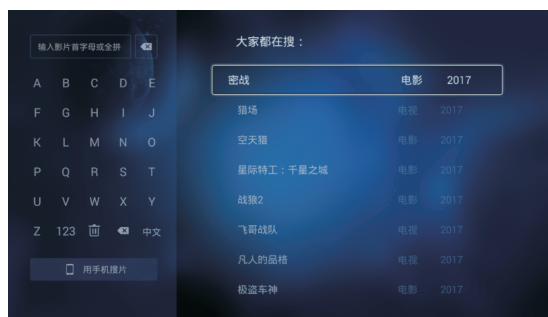 输入影片首字母或全拼
A B C D E
F G H I J
K L M N O
P Q R S T
U V W X Y
Z 123 中文
用手机搜片
大家都在搜：
密战 电影 2017
猎场 电视 2017
空天猎 电影 2017
星际特工：千星之城 电影 2017
战狼2 电影 2017
飞哥战队 电视 2017
凡人的品格 电视 2017
极盗车神 电影 2017